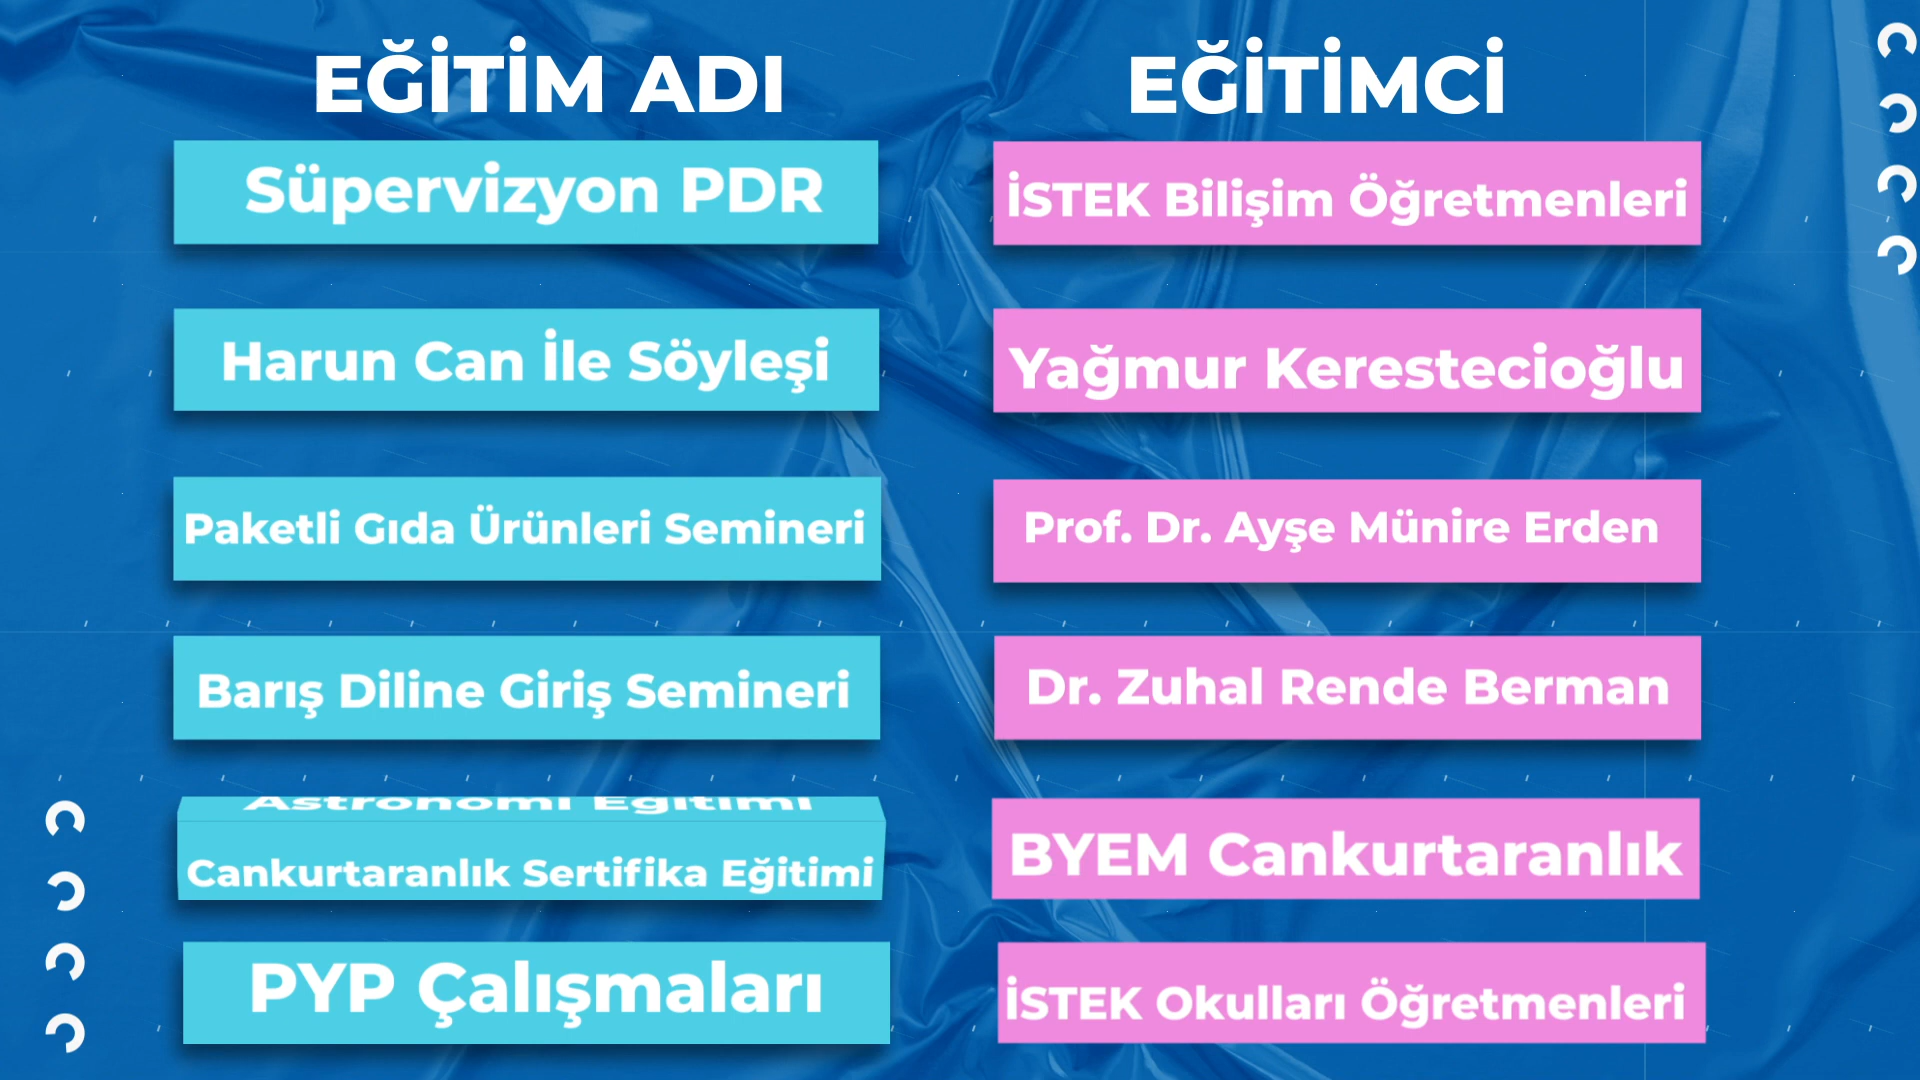 EĞİTİM ADI EĞİTİMCİ
Süpervizyon PDR İSTEK Bilişim Öğretmenleri
Harun Can İle Söyleşi Yağmur Kerestecioğlu
Paketli Gıda Ürünleri Semineri Prof. Dr. Ayşe Münire Erden
Barış Diline Giriş Semineri Dr. Zuhal Rende Berman
Astronomi Eğitimi
Cankurtaranlık Sertifika Eğitimi BYEM Cankurtaranlık
PYP Çalışmaları İSTEK Okulları Öğretmenleri